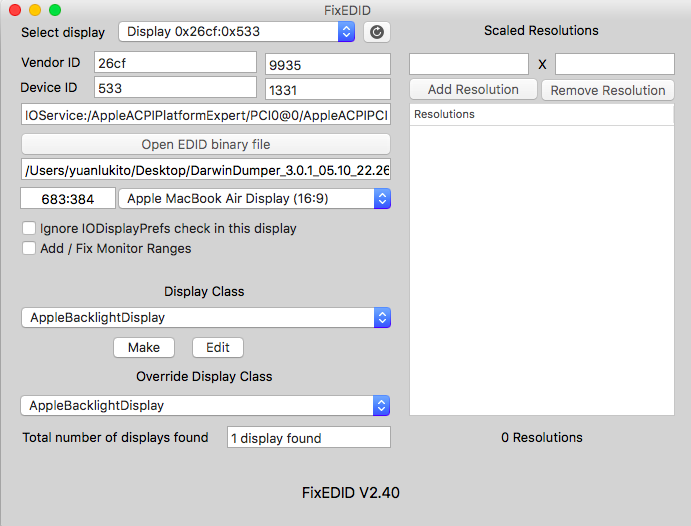 FixEDID
Select display
Display 0x26cf:0x533
Vendor ID
26cf
9935
Device ID
533
1331
IOService:/AppleACPIPlatformExpert/PCI0@0/AppleACPIPCI
Open EDID binary file
/Users/yuanlukito/Desktop/DarwinDumper_3.0.1_05.10_22.26
683:384
Apple MacBook Air Display (16:9)
Ignore IODisplayPrefs check in this display
Add / Fix Monitor Ranges
Display Class
AppleBacklightDisplay
Make
Edit
Override Display Class
AppleBacklightDisplay
Total number of displays found
1 display found
Scaled Resolutions
X
Add Resolution
Remove Resolution
Resolutions
0 Resolutions
FixEDID V2.40